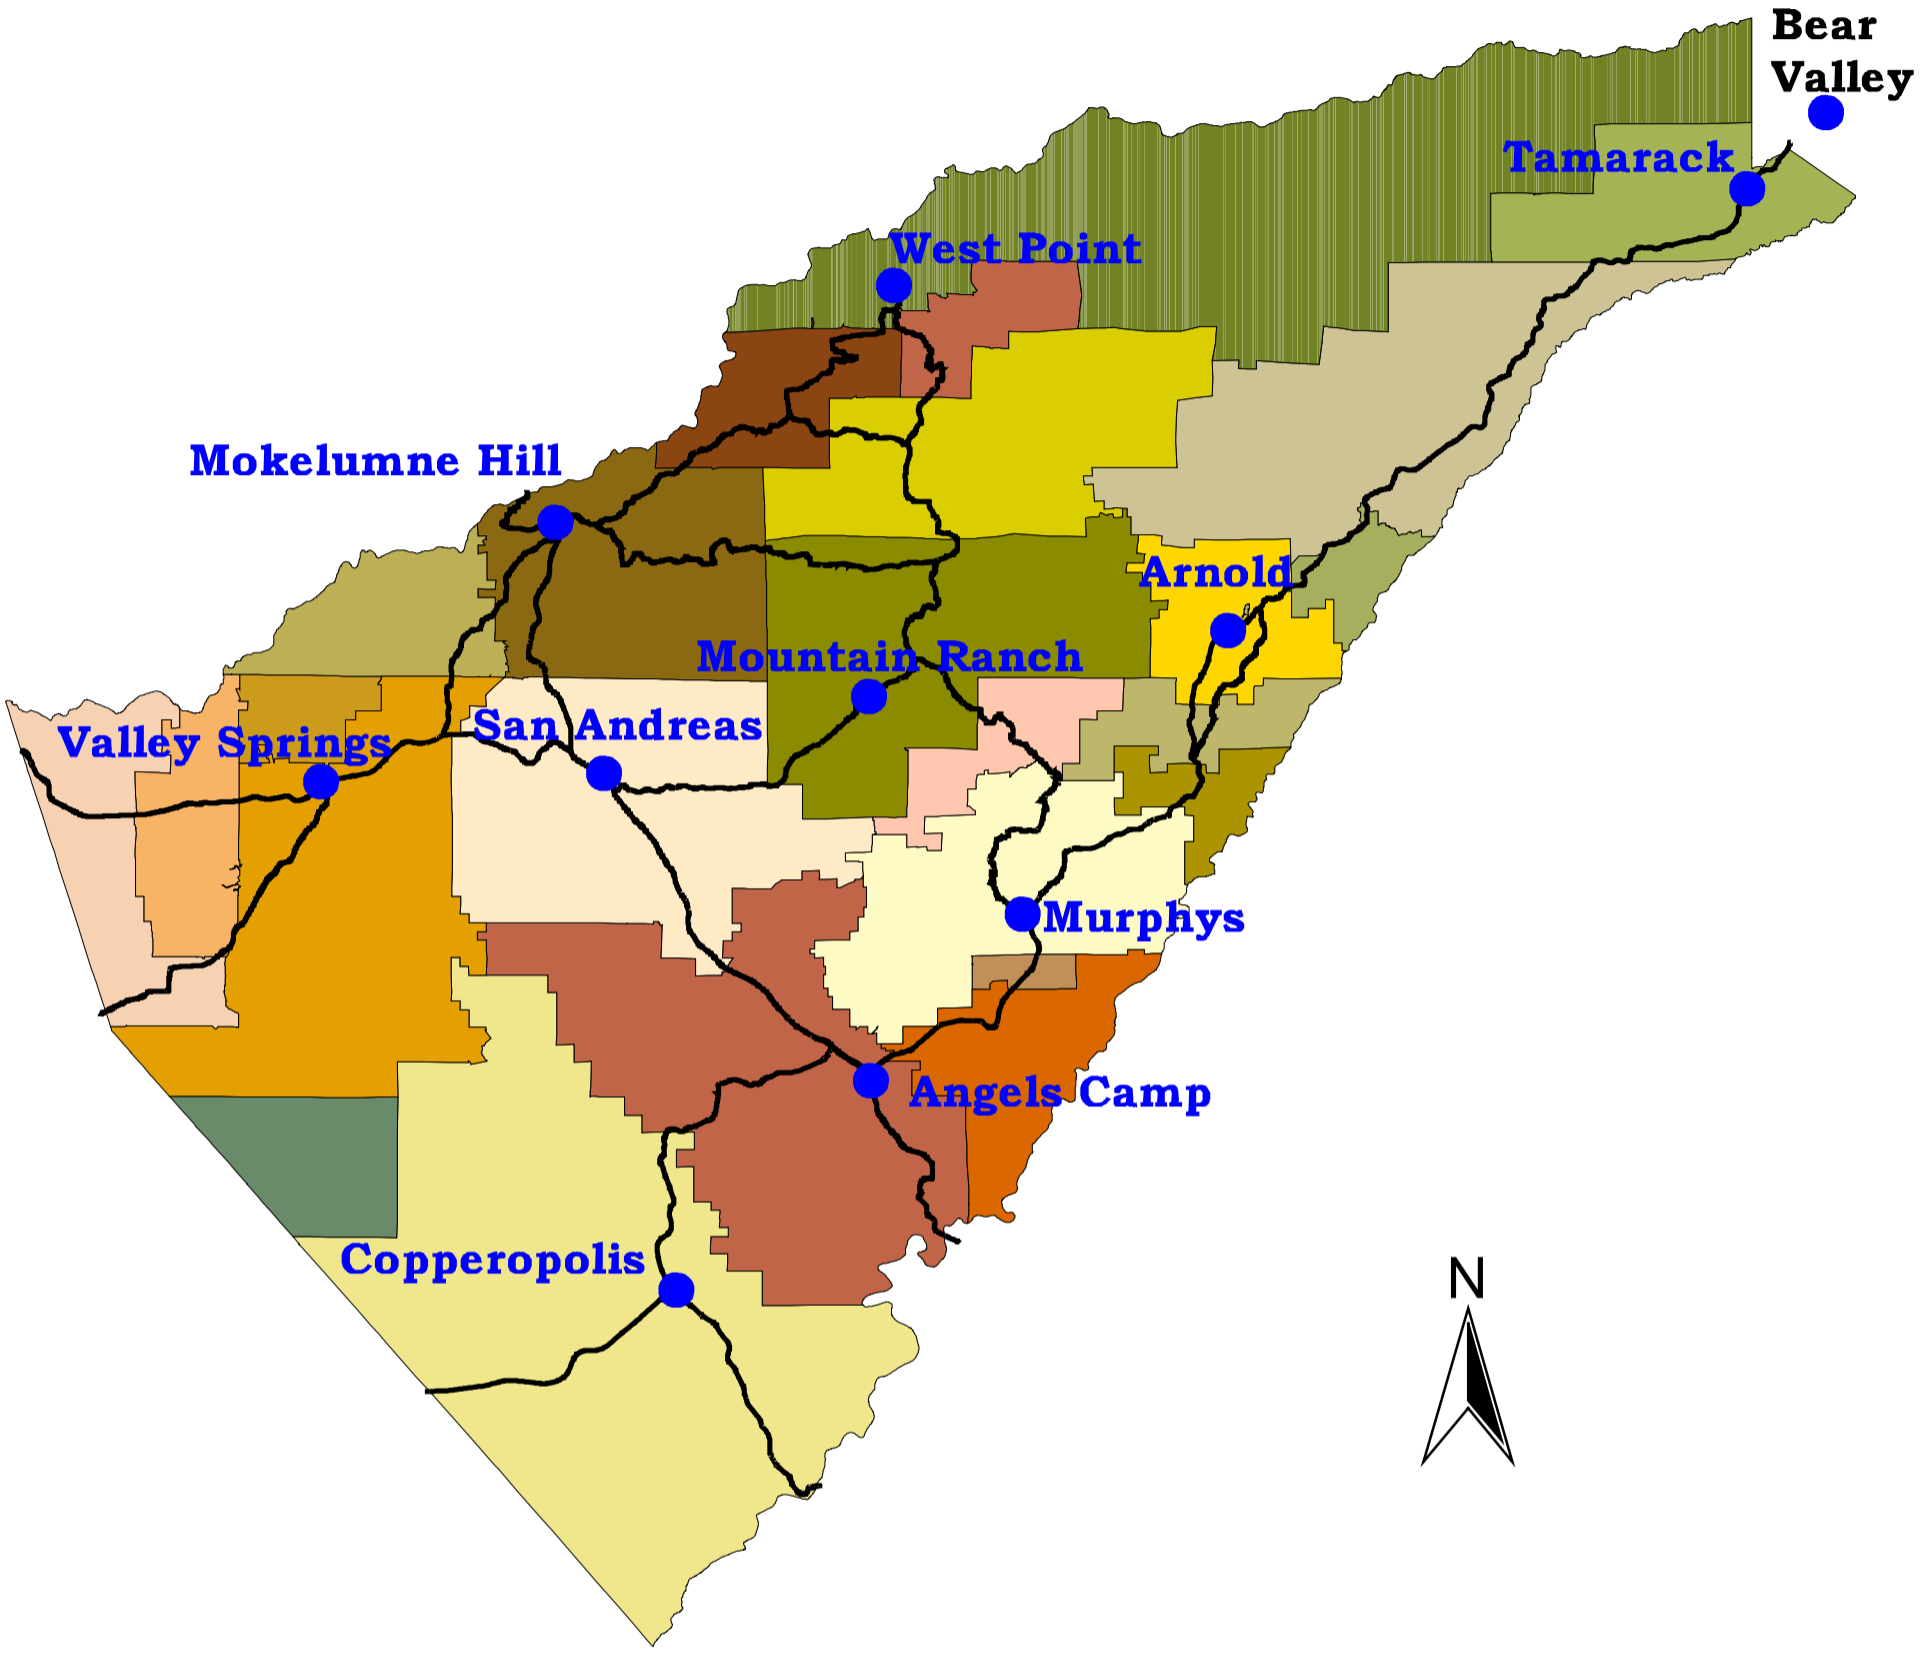 Bear
Valley
Tamarack
West Point
Mokelumne Hill
Arnold
Mountain Ranch
San Andreas
Valley Springs
Murphys
Angels Camp
Copperopolis
N